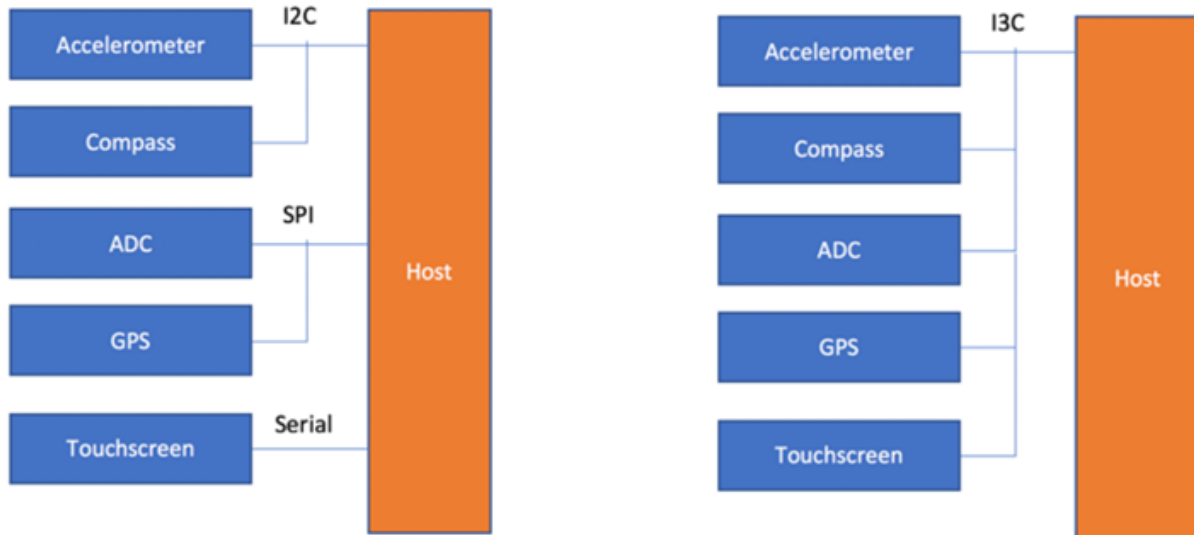 I2C
Accelerometer
Compass
SPI
ADC
Host
GPS
Serial
Touchscreen
I3C
Accelerometer
Compass
ADC
Host
GPS
Touchscreen